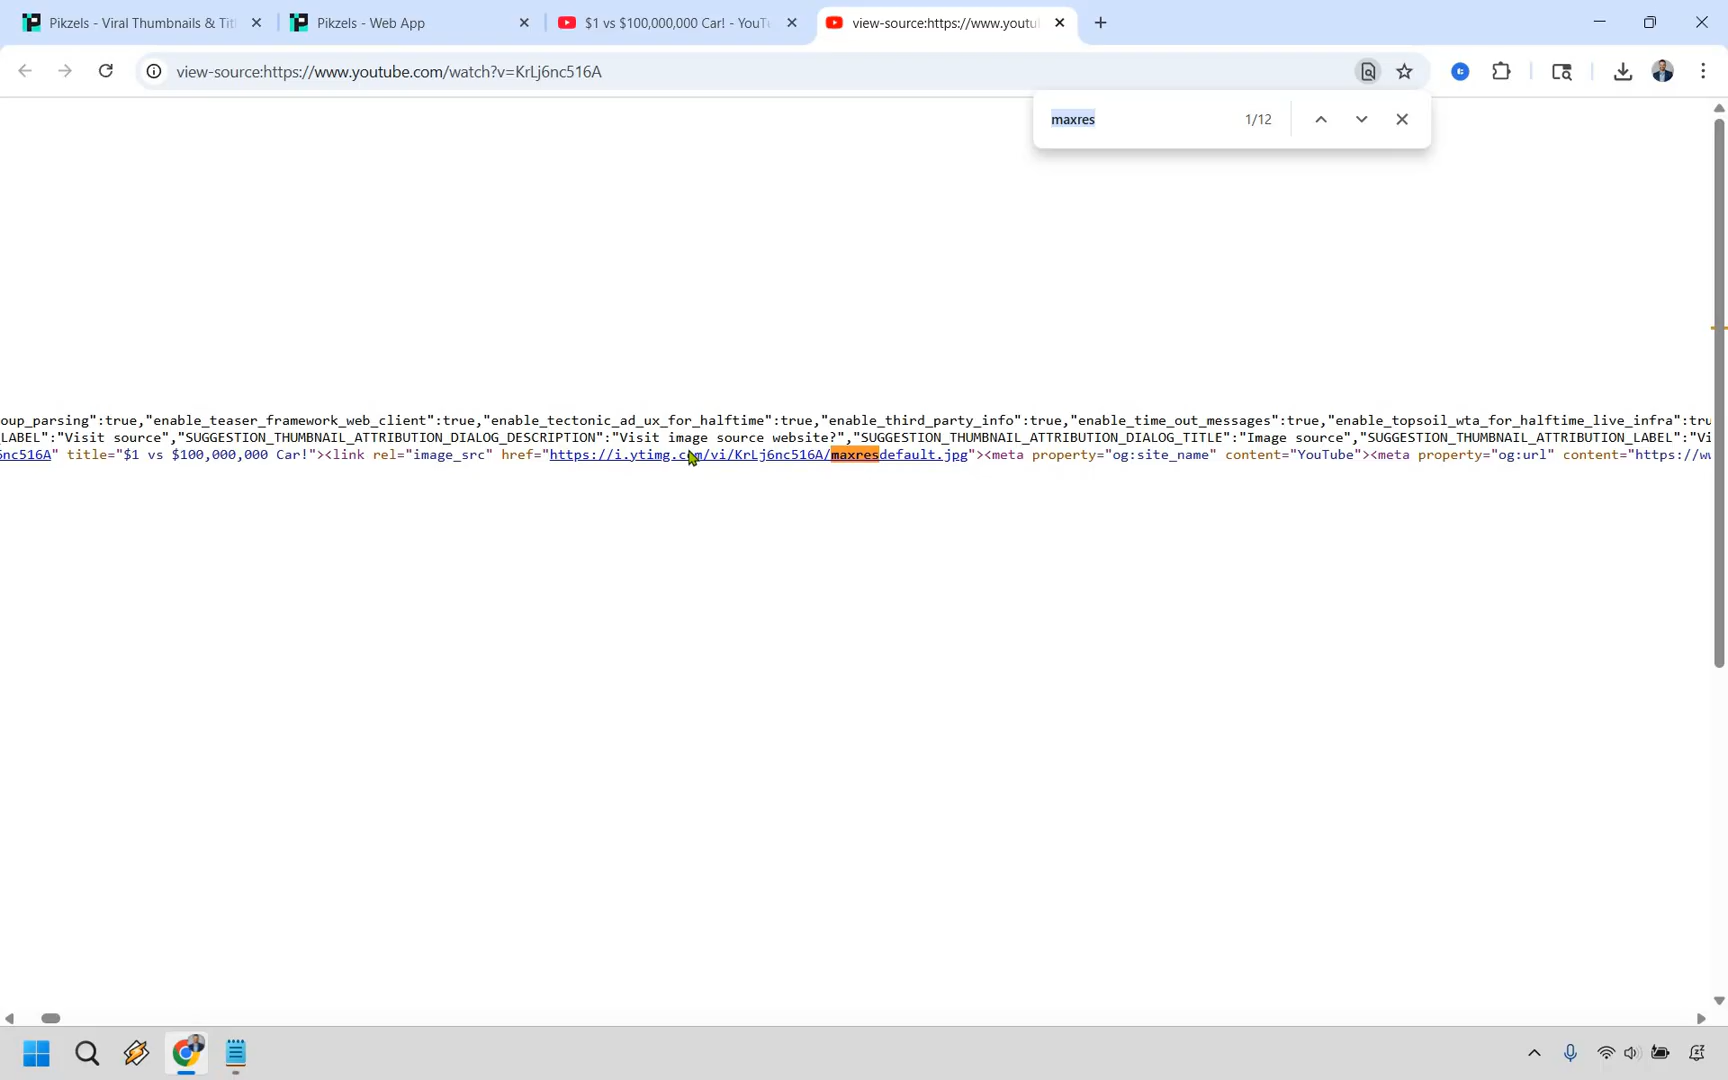 Pikzels - Viral Thumbnails & Tit
Pikzels - Web App
$1 vs $100,000,000 Car! - YouTu
view-source:https://www.youtu
view-source:https://www.youtube.com/watch?v=KrLj6nc516A
maxres
1/12
oup_parsing":true,"enable_teaser_framework_web_client":true,"enable_tectonic_ad_ux_for_halftime":true,"enable_third_party_info":true,"enable_time_out_messages":true,"enable_topsoil_wta_for_halftime_live_infra":tru
LABEL":"Visit source","SUGGESTION_THUMBNAIL_ATTRIBUTION_DIALOG_DESCRIPTION":"Visit image source website?","SUGGESTION_THUMBNAIL_ATTRIBUTION_DIALOG_TITLE":"Image source","SUGGESTION_THUMBNAIL_ATTRIBUTION_LABEL":"Vi
6nc516A" title="$1 vs $100,000,000 Car!"><link rel="image_src" href="https://i.ytimg.com/vi/KrLj6nc516A/maxresdefault.jpg"><meta property="og:site_name" content="YouTube"><meta property="og:url" content="https://w